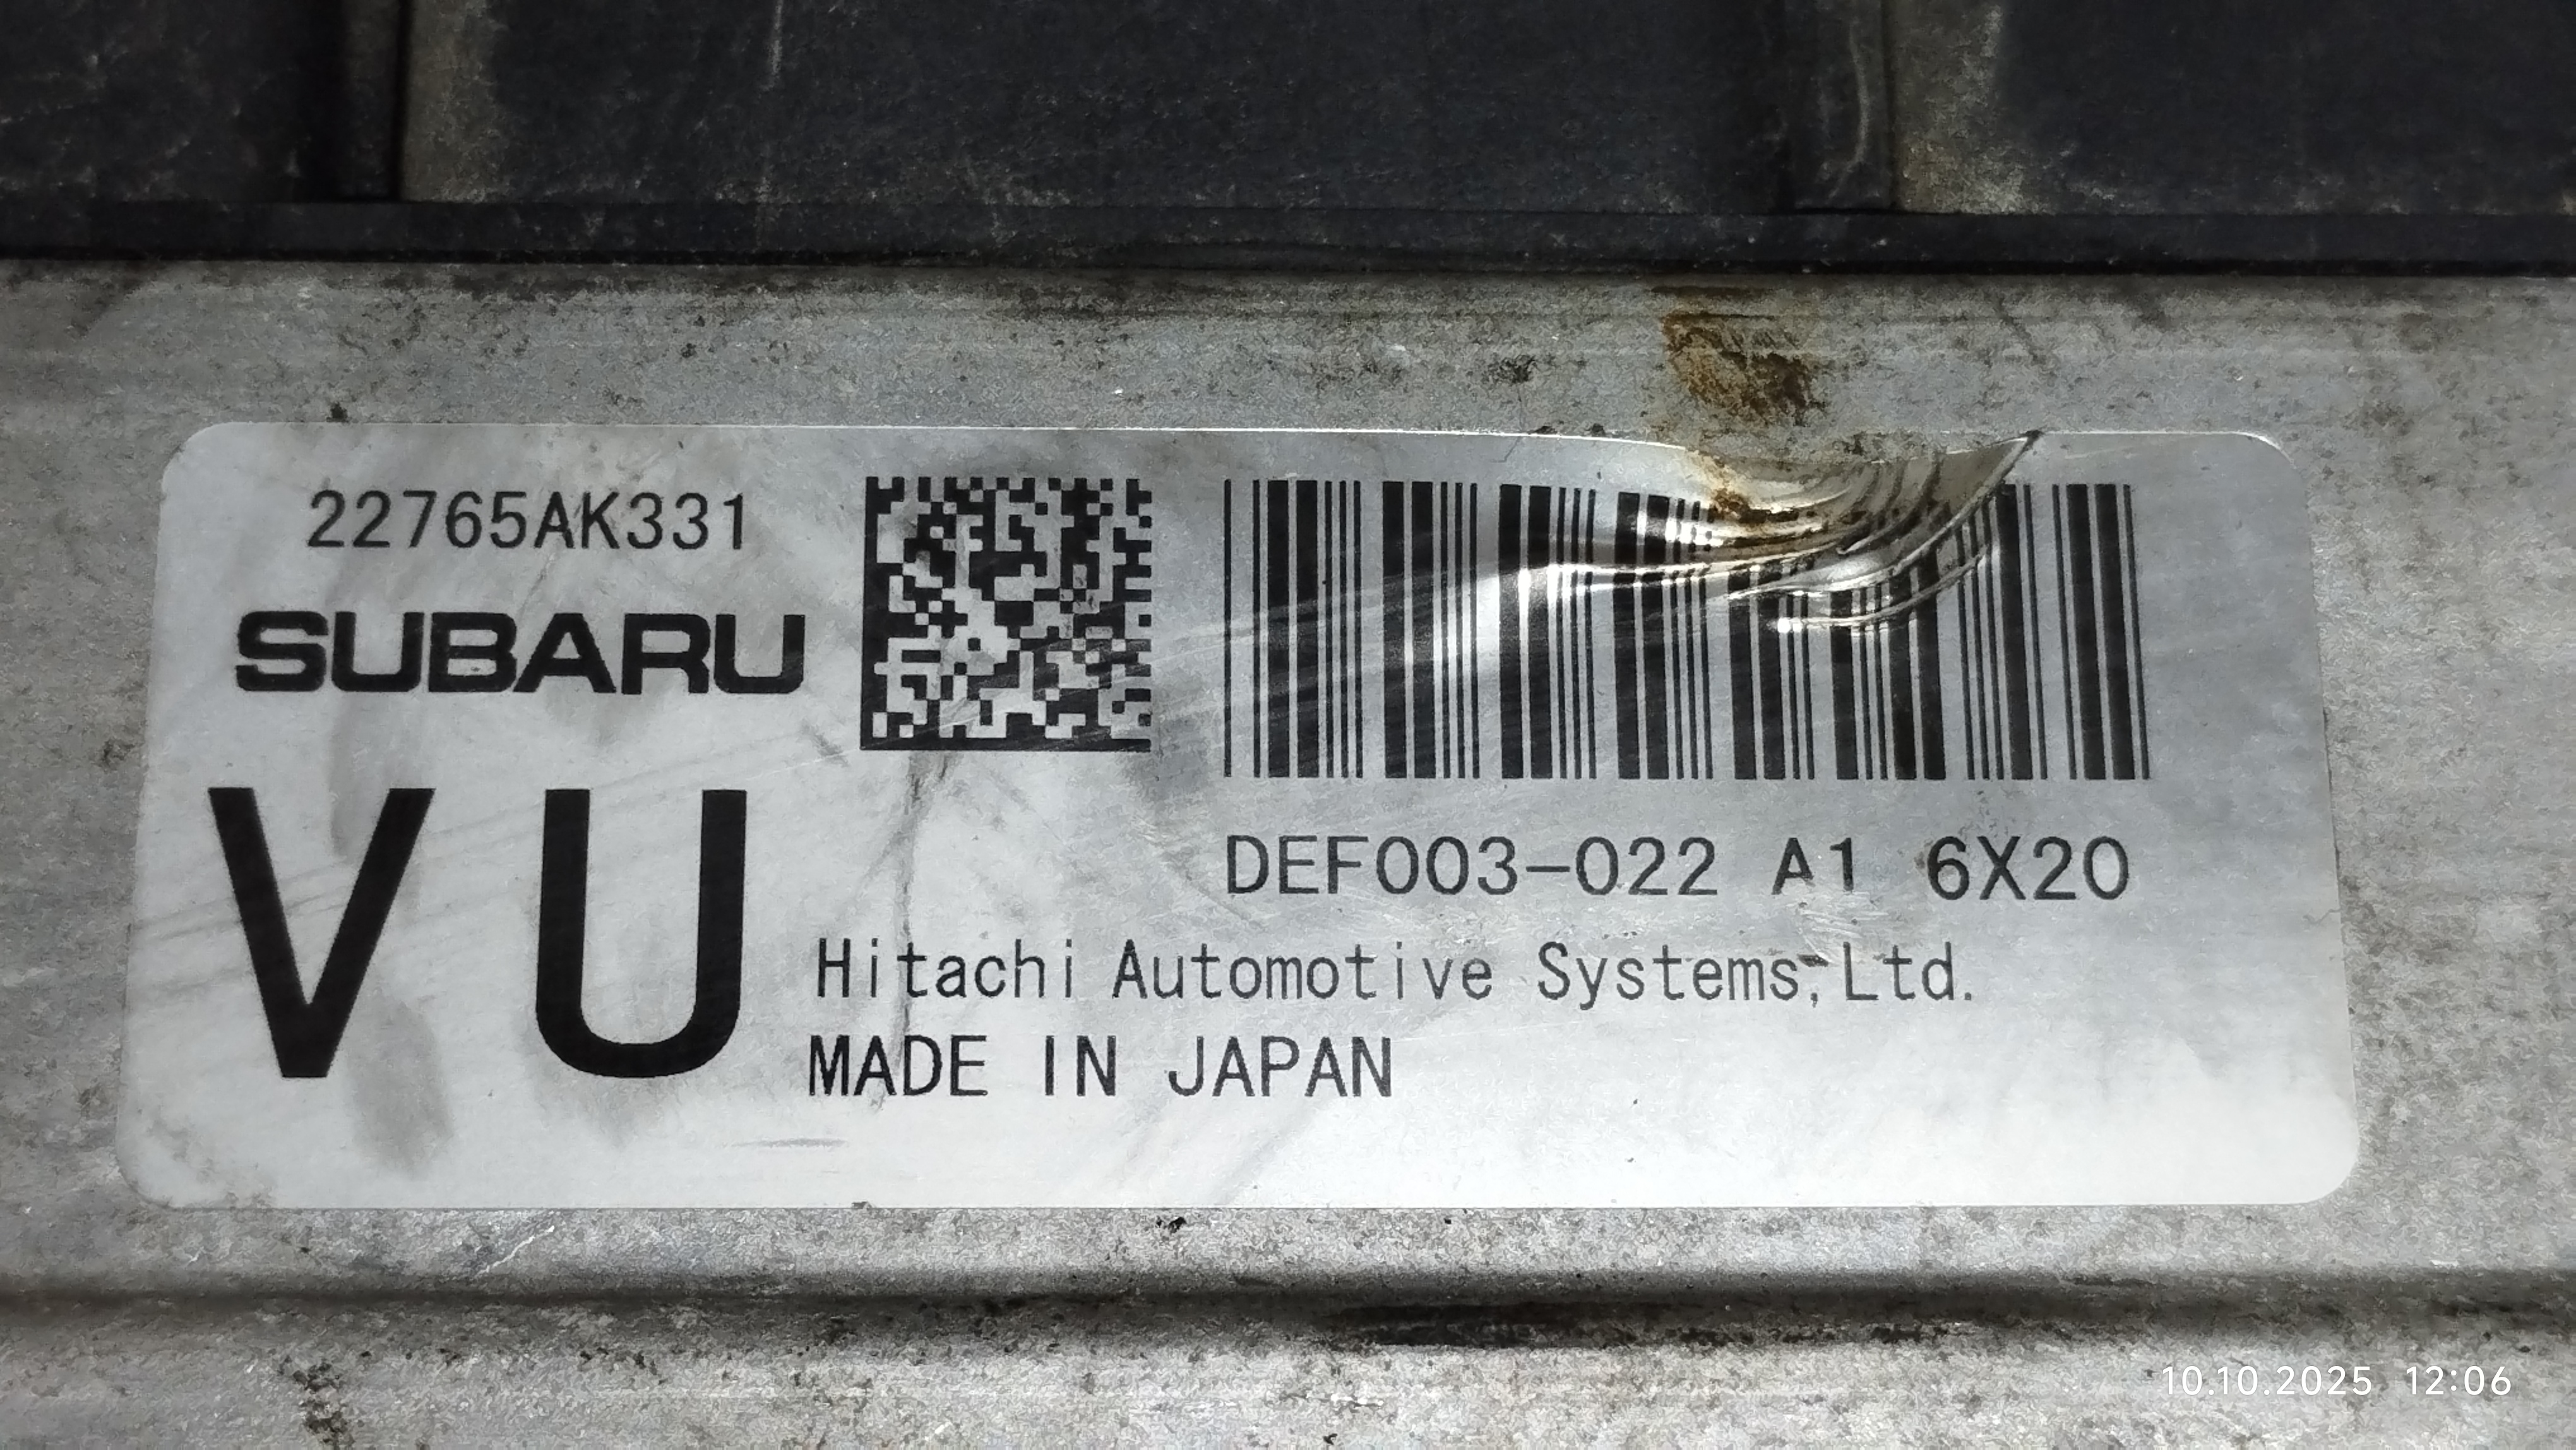 22765AK331
SUBARU
VU
DEF003-022 A1 6X20
Hitachi Automotive Systems,Ltd.
MADE IN JAPAN
10.10.2025 12:06